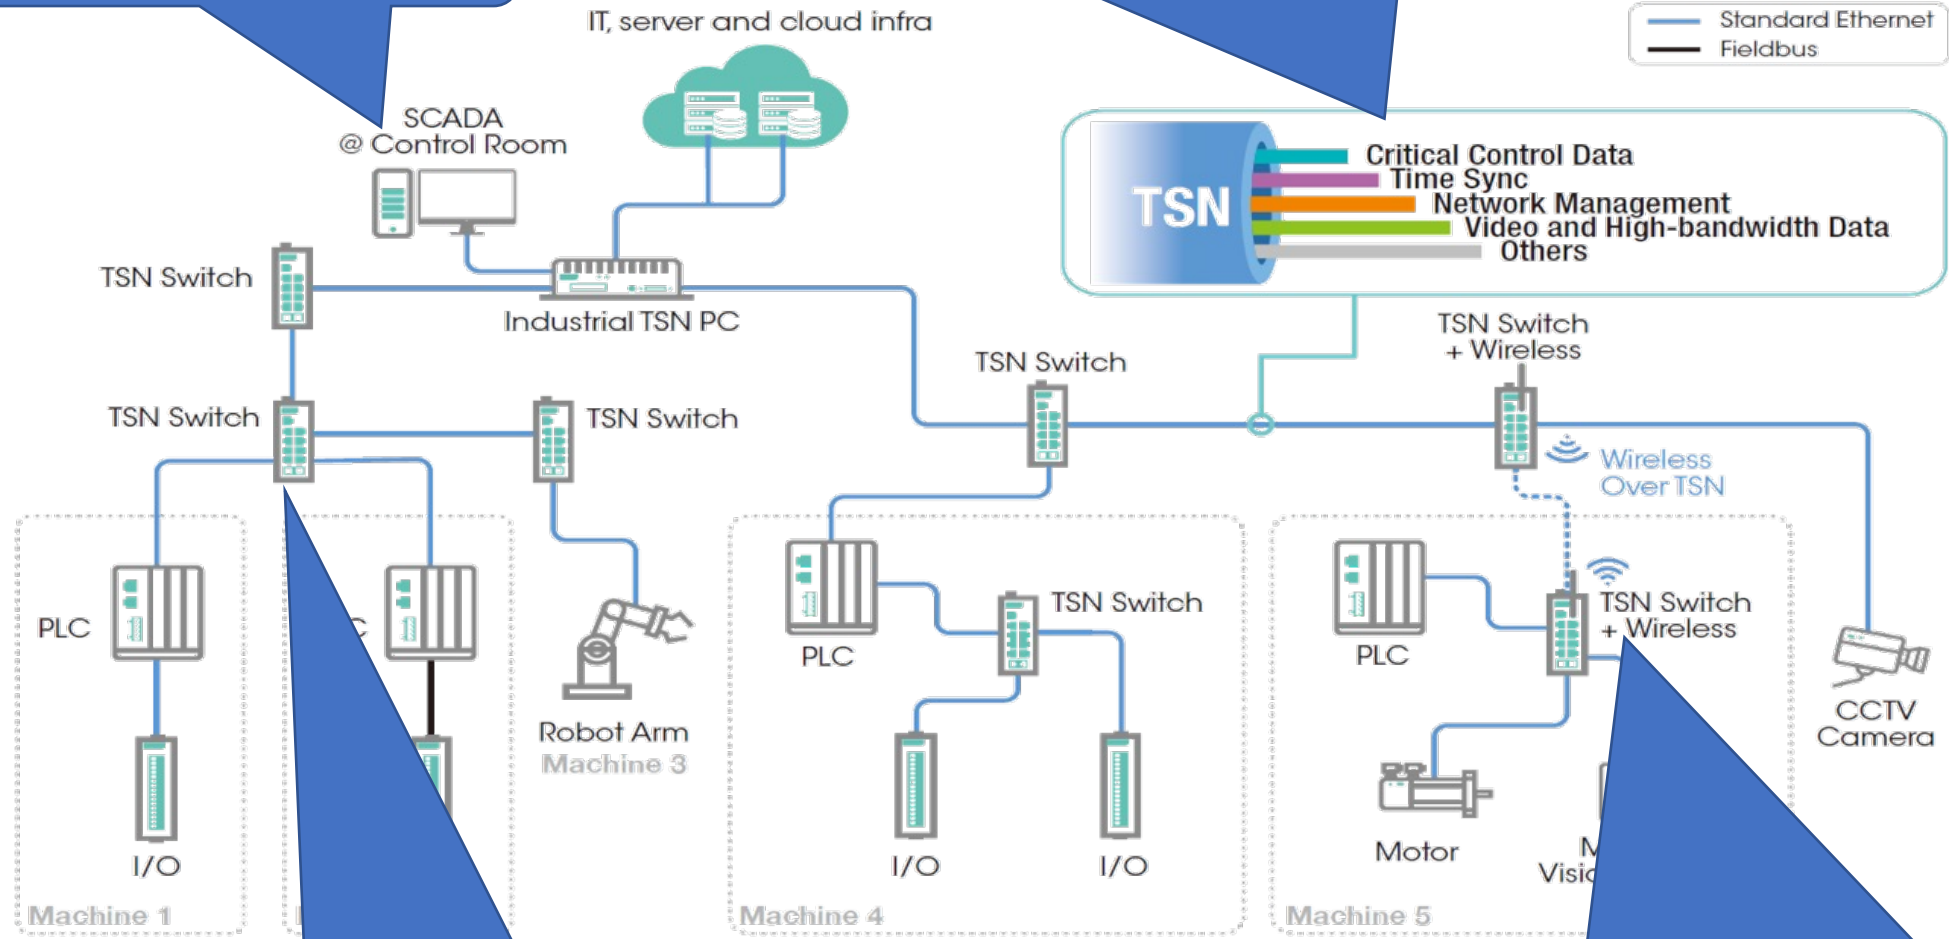 IT, server and cloud infra
Standard Ethernet
Fieldbus
SCADA
@ Control Room
TSN
Critical Control Data
Time Sync
Network Management
Video and High-bandwidth Data
Others
TSN Switch
Industrial TSN PC
TSN Switch
+ Wireless
TSN Switch
TSN Switch
TSN Switch
Wireless
Over TSN
PLC
C
PLC
TSN Switch
PLC
TSN Switch
+ Wireless
Robot Arm
Machine 3
CCTV
Camera
I/O
I/O
I/O
Motor
M
Visio
Machine 1
Machine 4
Machine 5